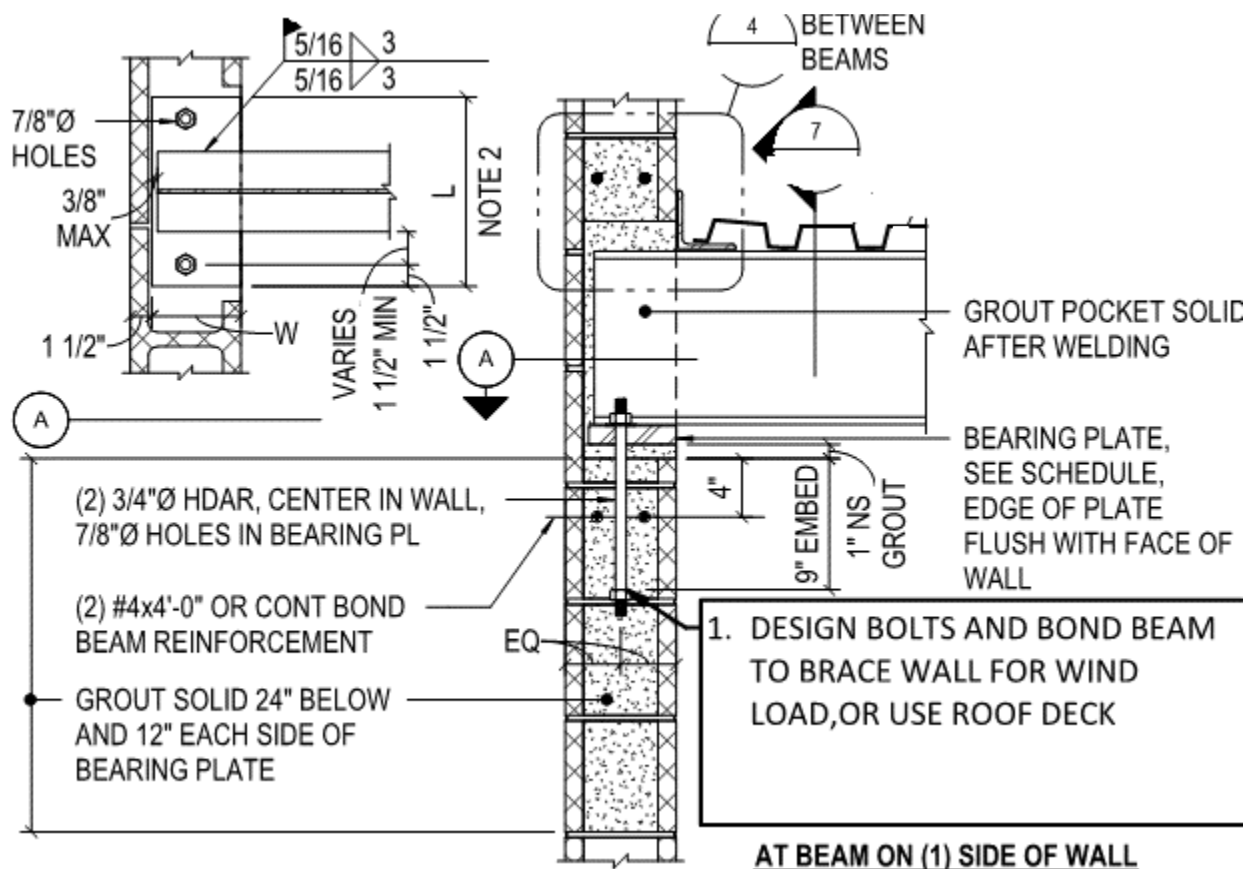 5/16 3
5/16 3
7/8"Ø
HOLES
3/8"
MAX
1 1/2"
W
L
NOTE 2
VARIES
1 1/2" MIN
1 1/2"
A
4
BETWEEN
BEAMS
7
A
GROUT POCKET SOLID
AFTER WELDING
BEARING PLATE,
SEE SCHEDULE,
EDGE OF PLATE
FLUSH WITH FACE OF
WALL
4"
9" EMBED
1" NS
GROUT
(2) 3/4"Ø HDAR, CENTER IN WALL,
7/8"Ø HOLES IN BEARING PL
(2) #4x4'-0" OR CONT BOND
BEAM REINFORCEMENT
EQ
GROUT SOLID 24" BELOW
AND 12" EACH SIDE OF
BEARING PLATE
1. DESIGN BOLTS AND BOND BEAM
TO BRACE WALL FOR WIND
LOAD,OR USE ROOF DECK
AT BEAM ON (1) SIDE OF WALL